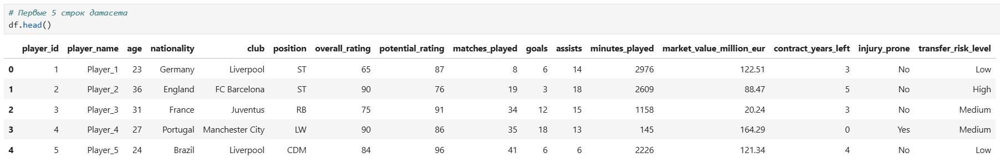 # Первые 5 строк датасета
df.head()
player_id player_name age nationality club position overall_rating potential_rating matches_played goals assists minutes_played market_value_million_eur contract_years_left injury_prone transfer_risk_level
0 1 Player_1 23 Germany Liverpool ST 65 87 8 6 14 2976 122.51 3 No Low
1 2 Player_2 36 England FC Barcelona ST 90 76 19 3 18 2609 88.47 5 No High
2 3 Player_3 31 France Juventus RB 75 91 34 12 15 1158 20.24 3 No Medium
3 4 Player_4 27 Portugal Manchester City LW 90 86 35 18 13 145 164.29 0 Yes Medium
4 5 Player_5 24 Brazil Liverpool CDM 84 96 41 6 6 2226 121.34 4 No Low